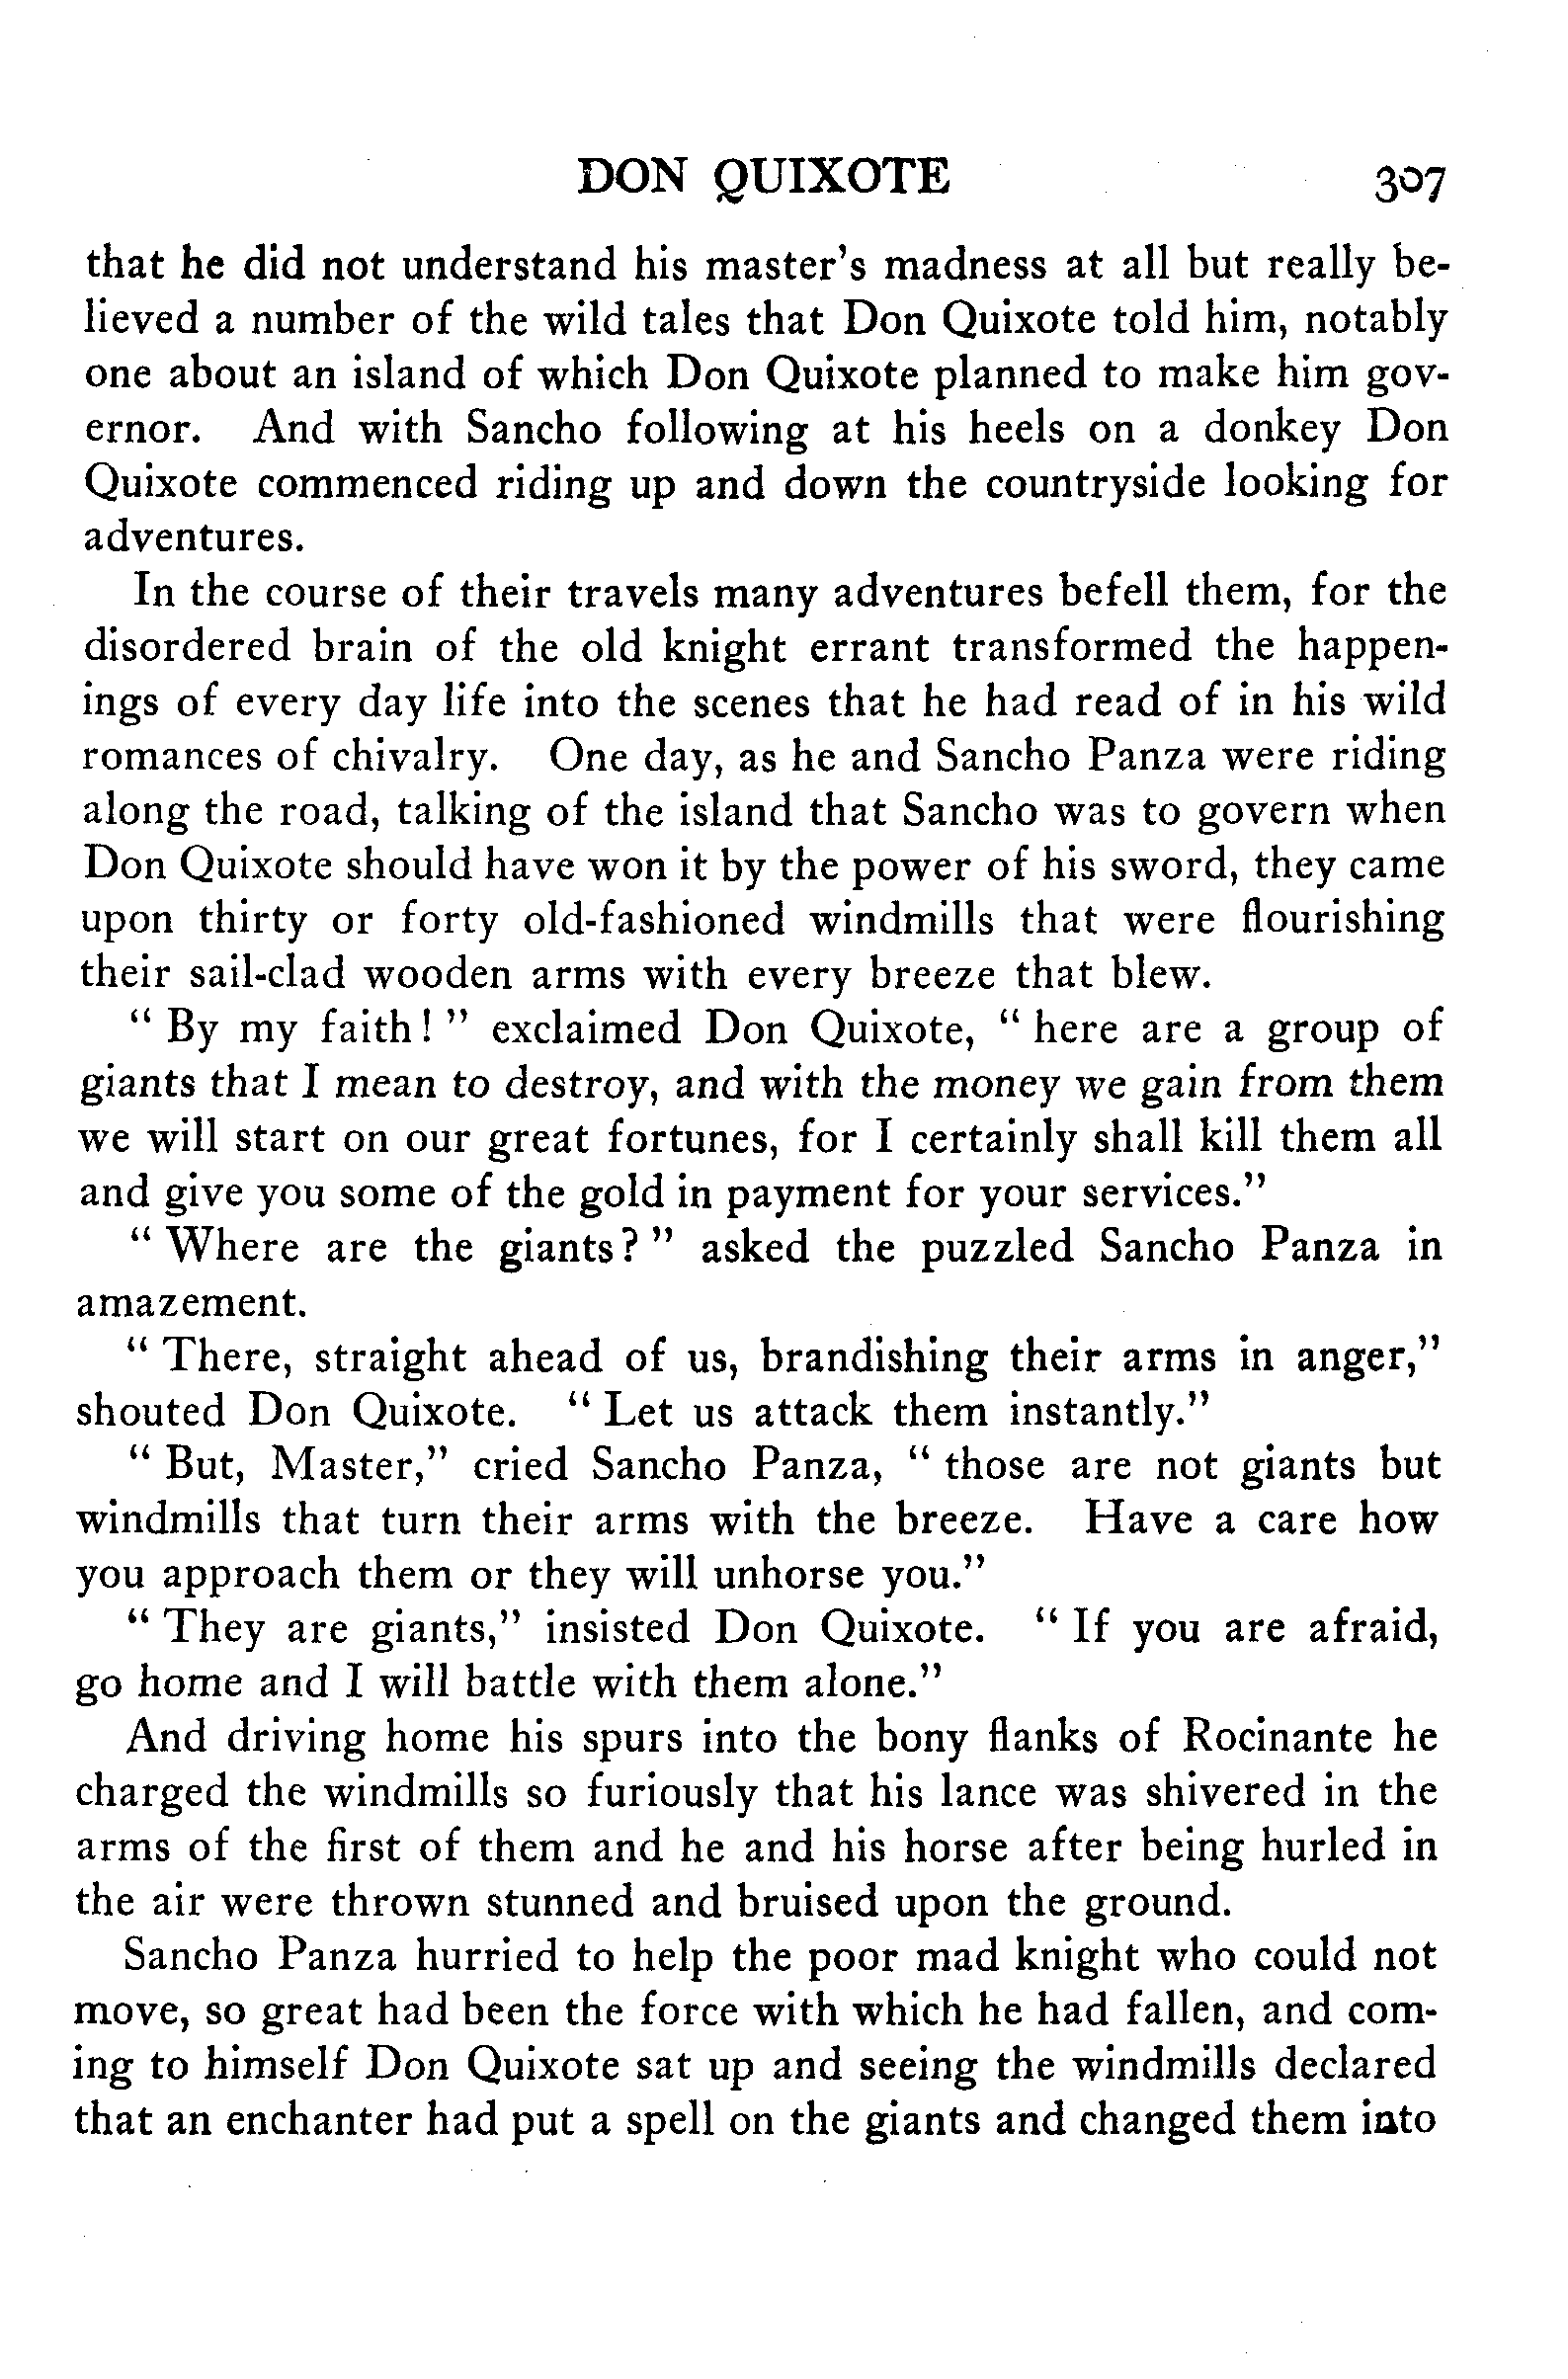 DON QUIXOTE 307
that he did not understand his master's madness at all but really be-
lieved a number of the wild tales that Don Quixote told him, notably
one about an island of which Don Quixote planned to make him gov-
ernor. And with Sancho following at his heels on a donkey Don
Quixote commenced riding up and down the countryside looking for
adventures.
In the course of their travels many adventures befell them, for the
disordered brain of the old knight errant transformed the happen-
ings of every day life into the scenes that he had read of in his wild
romances of chivalry. One day, as he and Sancho Panza were riding
along the road, talking of the island that Sancho was to govern when
Don Quixote should have won it by the power of his sword, they came
upon thirty or forty old-fashioned windmills that were flourishing
their sail-clad wooden arms with every breeze that blew.
" By my faith! " exclaimed Don Quixote, " here are a group of
giants that I mean to destroy, and with the money we gain from them
we will start on our great fortunes, for I certainly shall kill them all
and give you some of the gold in payment for your services."
" Where are the giants? " asked the puzzled Sancho Panza in
amazement.
" There, straight ahead of us, brandishing their arms in anger,"
shouted Don Quixote. " Let us attack them instantly."
" But, Master," cried Sancho Panza, " those are not giants but
windmills that turn their arms with the breeze. Have a care how
you approach them or they will unhorse you."
" They are giants," insisted Don Quixote. " If you are afraid,
go home and I will battle with them alone."
And driving home his spurs into the bony flanks of Rocinante he
charged the windmills so furiously that his lance was shivered in the
arms of the first of them and he and his horse after being hurled in
the air were thrown stunned and bruised upon the ground.
Sancho Panza hurried to help the poor mad knight who could not
move, so great had been the force with which he had fallen, and com-
ing to himself Don Quixote sat up and seeing the windmills declared
that an enchanter had put a spell on the giants and changed them into